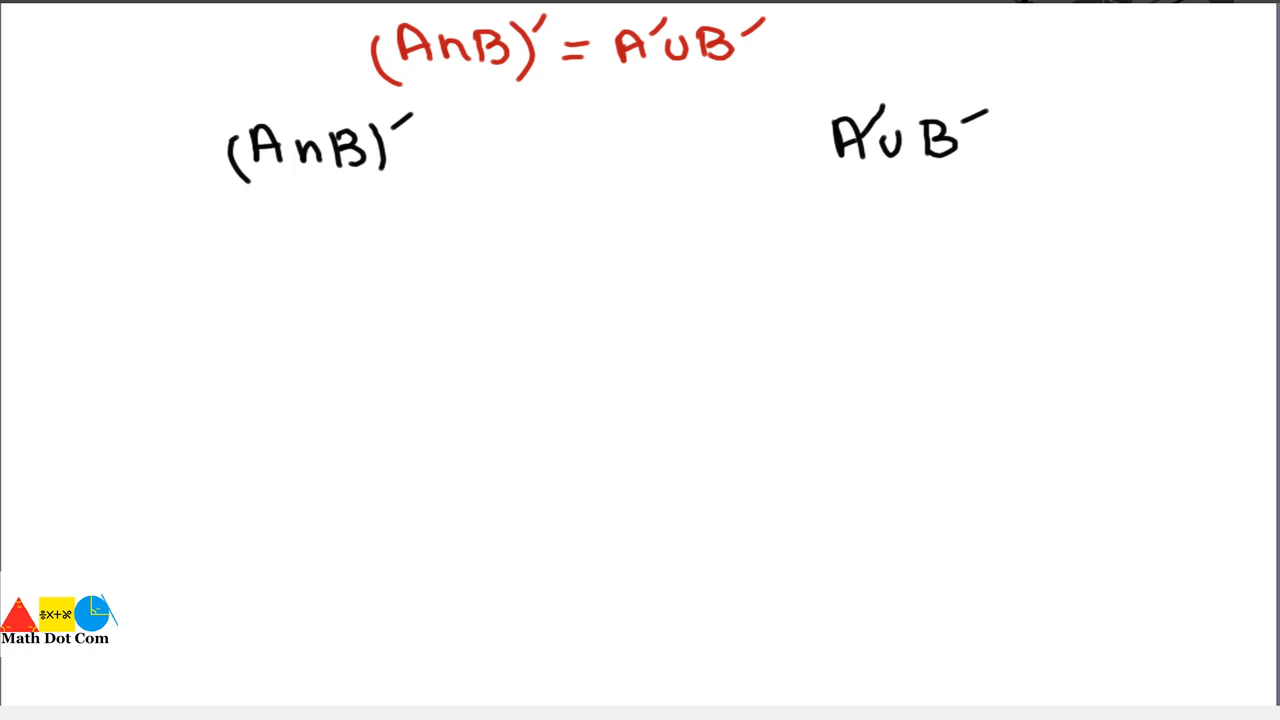 (A∩B)′ = A′∪B′
(A∩B)′ A′∪B′
÷X+
Math Dot Com